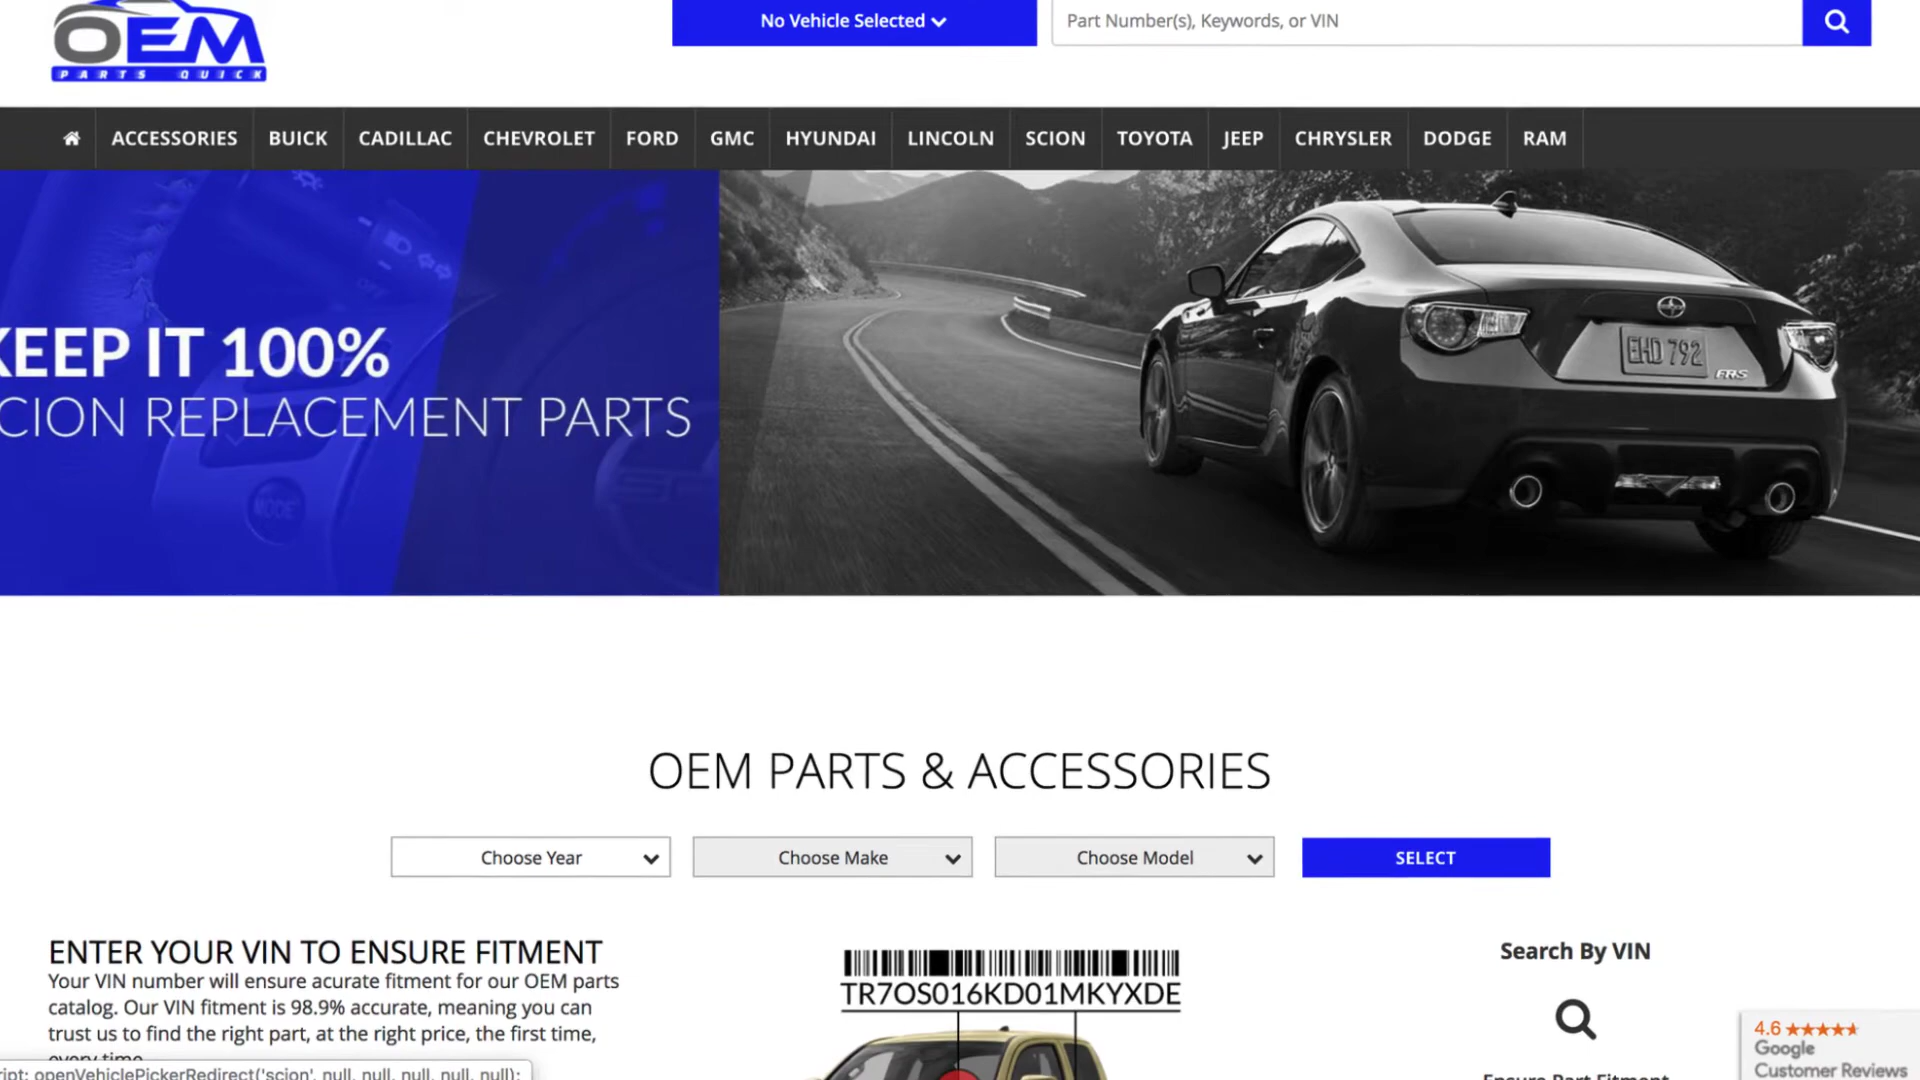 OEM
PARTS QUICK
No Vehicle Selected
Part Number(s), Keywords, or VIN
ACCESSORIES BUICK CADILLAC CHEVROLET FORD GMC HYUNDAI LINCOLN SCION TOYOTA JEEP CHRYSLER DODGE RAM
KEEP IT 100%
CION REPLACEMENT PARTS
OFF
MODE
EHD 792
FR-S
OEM PARTS & ACCESSORIES
Choose Year Choose Make Choose Model SELECT
ENTER YOUR VIN TO ENSURE FITMENT
Your VIN number will ensure acurate fitment for our OEM parts
catalog. Our VIN fitment is 98.9% accurate, meaning you can
trust us to find the right part, at the right price, the first time,
every time.
TR7OS016KD01MKYXDE
Search By VIN
Ensure Part Fitment
4.6
Google
Customer Reviews
ript: openVehiclePickerRedirect('scion', null, null, null, null, null);